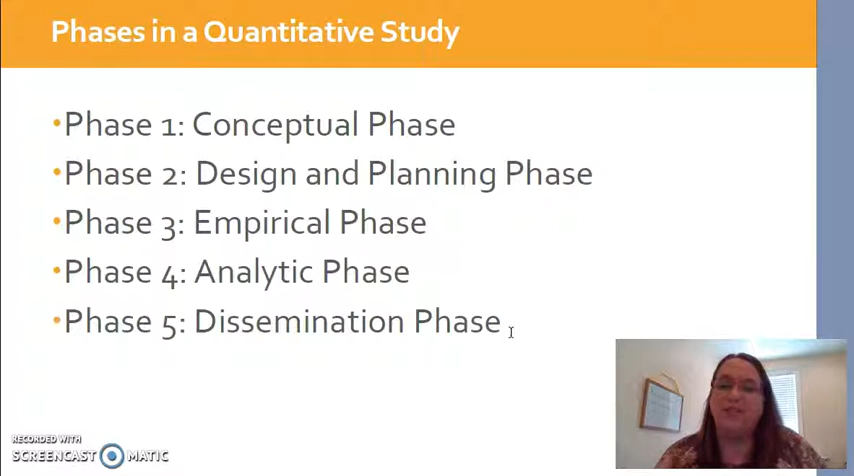 Phases in a Quantitative Study
•Phase 1: Conceptual Phase
•Phase 2: Design and Planning Phase
•Phase 3: Empirical Phase
•Phase 4: Analytic Phase
•Phase 5: Dissemination Phase
RECORDED WITH
SCREENCAST MATIC